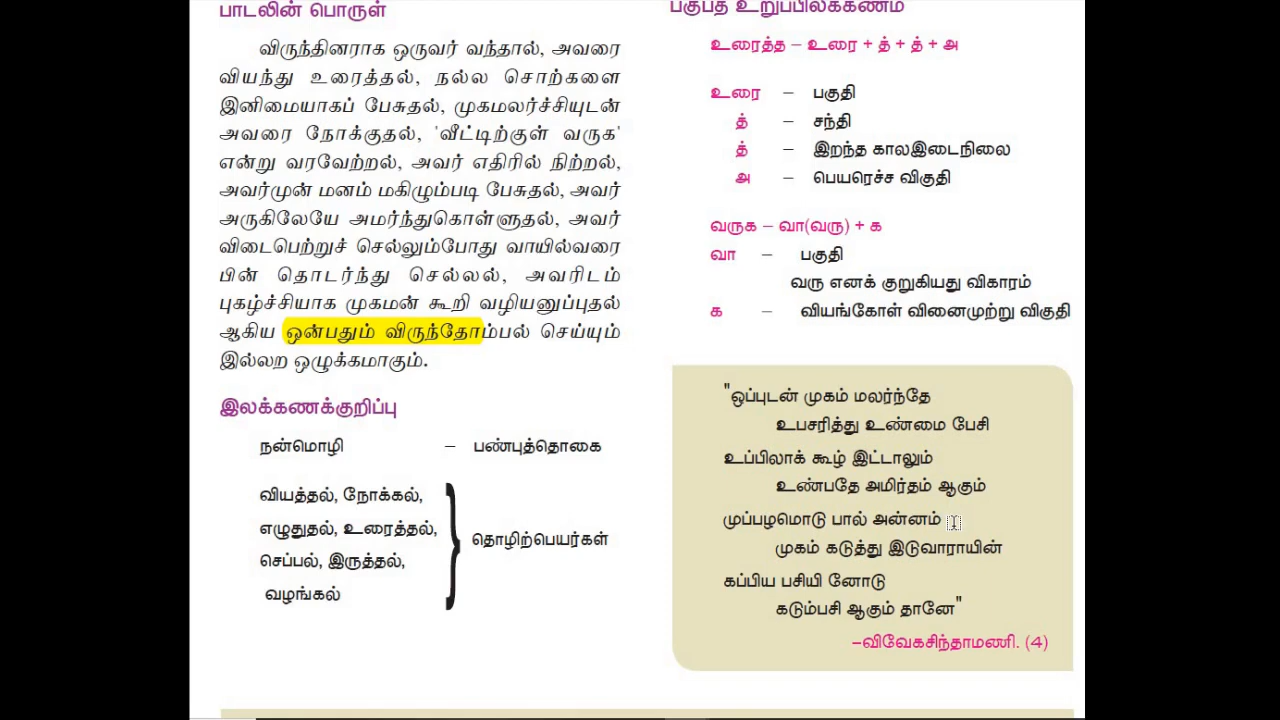 பாடலின் பொருள்
விருந்தினராக ஒருவர் வந்தால், அவரை
வியந்து உரைத்தல், நல்ல சொற்களை
இனிமையாகப் பேசுதல், முகமலர்ச்சியுடன்
அவரை நோக்குதல், 'வீட்டிற்குள் வருக'
என்று வரவேற்றல், அவர் எதிரில் நிற்றல்,
அவர்முன் மனம் மகிழும்படி பேசுதல், அவர்
அருகிலேயே அமர்ந்துகொள்ளுதல், அவர்
விடைபெற்றுச் செல்லும்போது வாயில்வரை
பின் தொடர்ந்து செல்லல், அவரிடம்
புகழ்ச்சியாக முகமன் கூறி வழியனுப்புதல்
ஆகிய ஒன்பதும் விருந்தோம்பல் செய்யும்
இல்லற ஒழுக்கமாகும்.
இலக்கணக்குறிப்பு
நன்மொழி – பண்புத்தொகை
வியத்தல், நோக்கல்,
எழுதுதல், உரைத்தல்,
செப்பல், இருத்தல்,
வழங்கல்
தொழிற்பெயர்கள்
பகுபத உறுப்பிலக்கணம்
உரைத்த – உரை + த் + த் + அ
உரை – பகுதி
த் – சந்தி
த் – இறந்த காலஇடைநிலை
அ – பெயரெச்ச விகுதி
வருக – வா(வரு) + க
வா – பகுதி
வரு எனக் குறுகியது விகாரம்
க – வியங்கோள் வினைமுற்று விகுதி
"ஒப்புடன் முகம் மலர்ந்தே
உபசரித்து உண்மை பேசி
உப்பிலாக் கூழ் இட்டாலும்
உண்பதே அமிர்தம் ஆகும்
முப்பழமொடு பால் அன்னம்
முகம் கடுத்து இடுவாராயின்
கப்பிய பசியி னோடு
கடும்பசி ஆகும் தானே"
–விவேகசிந்தாமணி. (4)